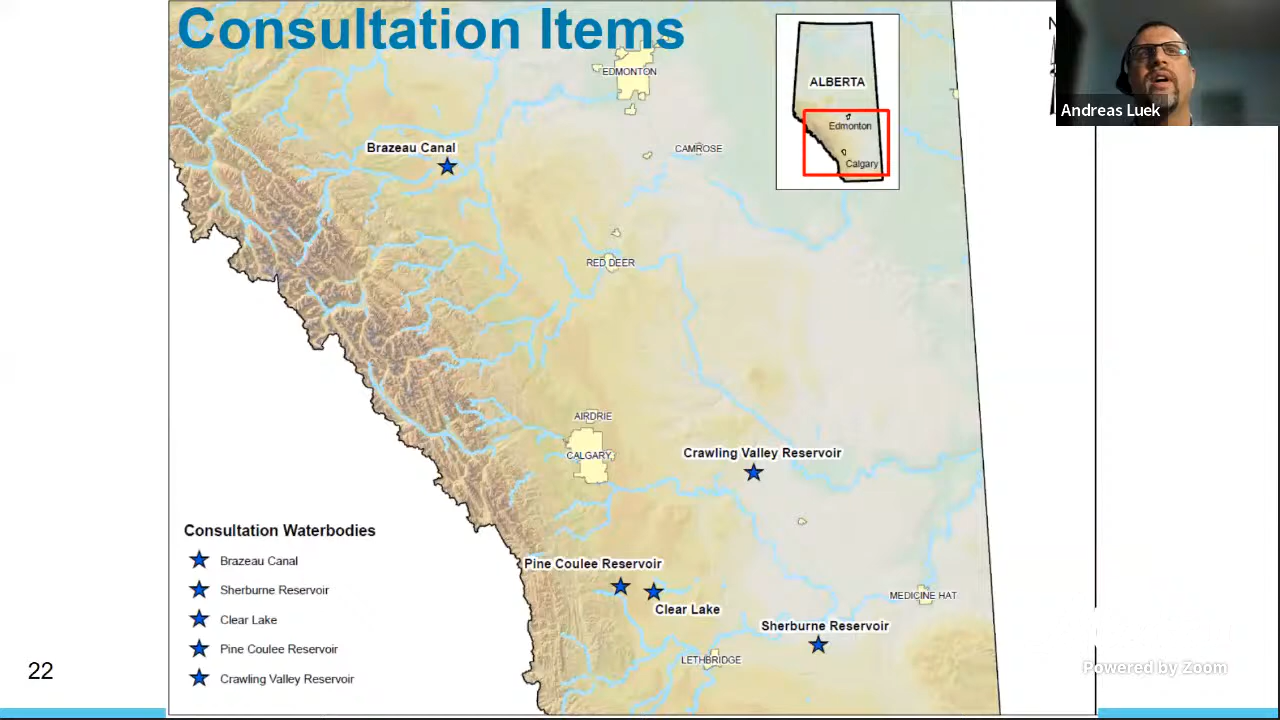 Consultation Items
N
EDMONTON
ALBERTA
Edmonton
Calgary
Andreas Luek
Brazeau Canal
CAMROSE
RED DEER
AIRDRIE
CALGARY
Crawling Valley Reservoir
Consultation Waterbodies
Brazeau Canal
Sherburne Reservoir
Clear Lake
Pine Coulee Reservoir
Crawling Valley Reservoir
Pine Coulee Reservoir
Clear Lake
MEDICINE HAT
Sherburne Reservoir
LETHBRIDGE
22
Powered by Zoom